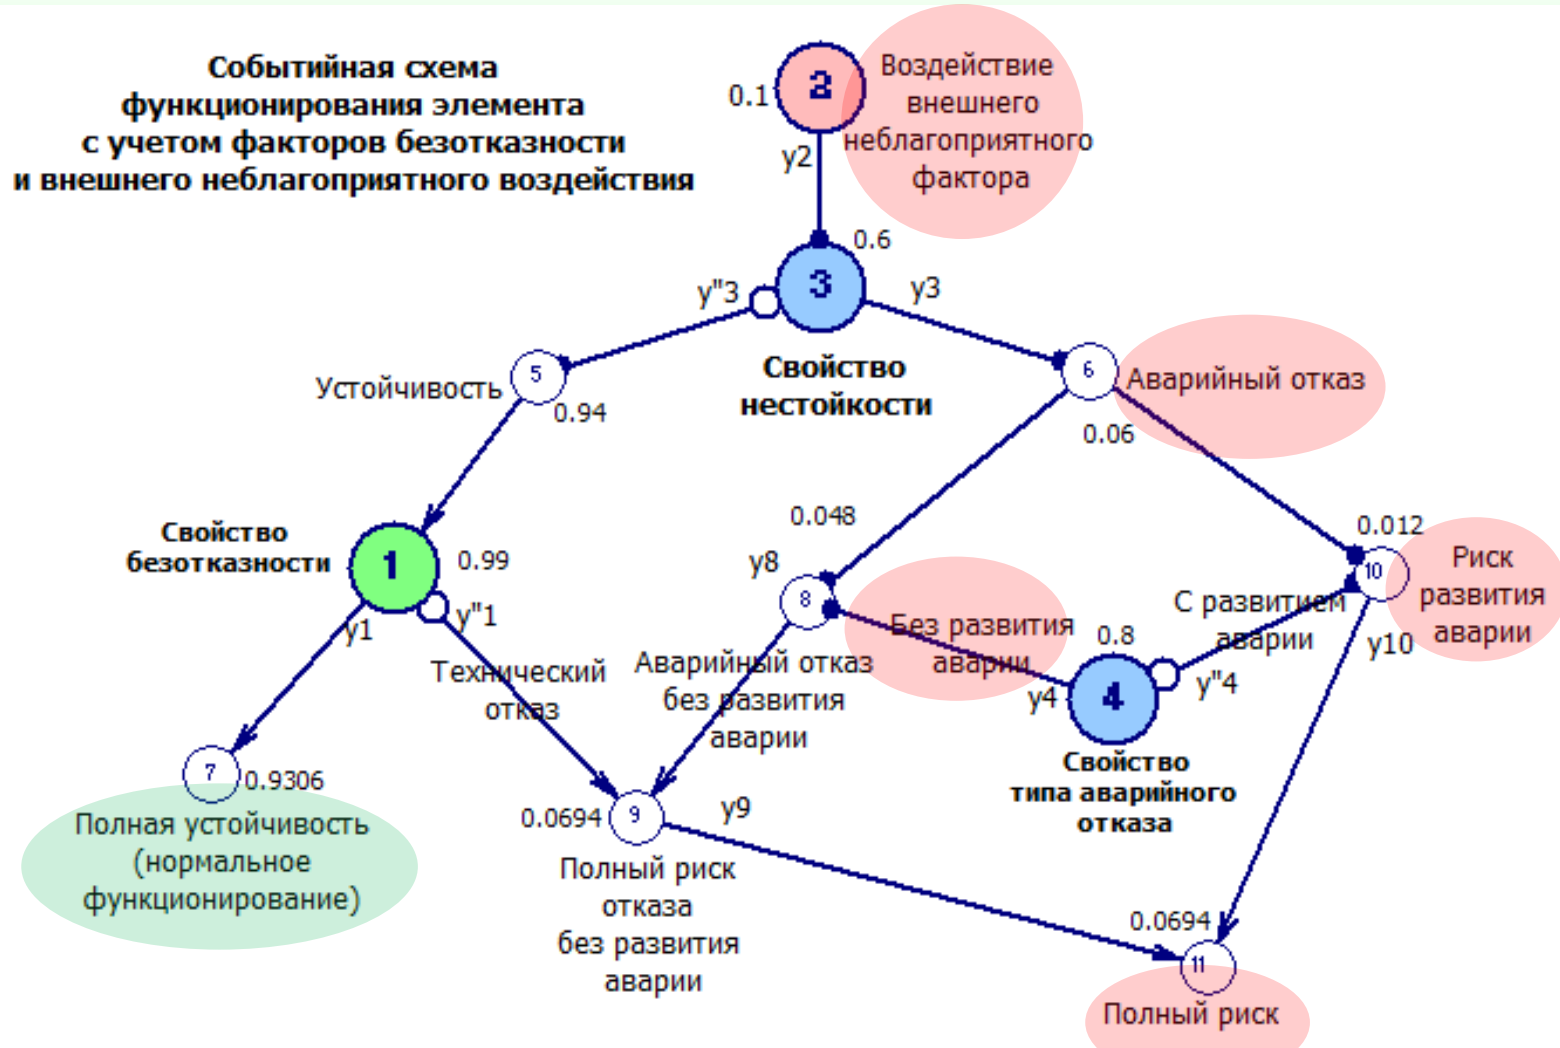 Событийная схема
функционирования элемента
с учетом факторов безотказности
и внешнего неблагоприятного воздействия
2
0.1
Воздействие
внешнего
неблагоприятного
фактора
y2
0.6
3
y"3
y3
Свойство
нестойкости
Устойчивость
5
0.94
6
Аварийный отказ
0.06
Свойство
безотказности
1
0.99
y1
y"1
Технический
отказ
0.048
y8
8
Аварийный отказ
без развития
аварии
Без развития
аварии
0.8
y4
4
y"4
С развитием
аварии
Свойство
типа аварийного
отказа
0.012
10
Риск
развития
аварии
y10
7
0.9306
Полная устойчивость
(нормальное
функционирование)
0.0694
9
y9
Полный риск
отказа
без развития
аварии
0.0694
11
Полный риск